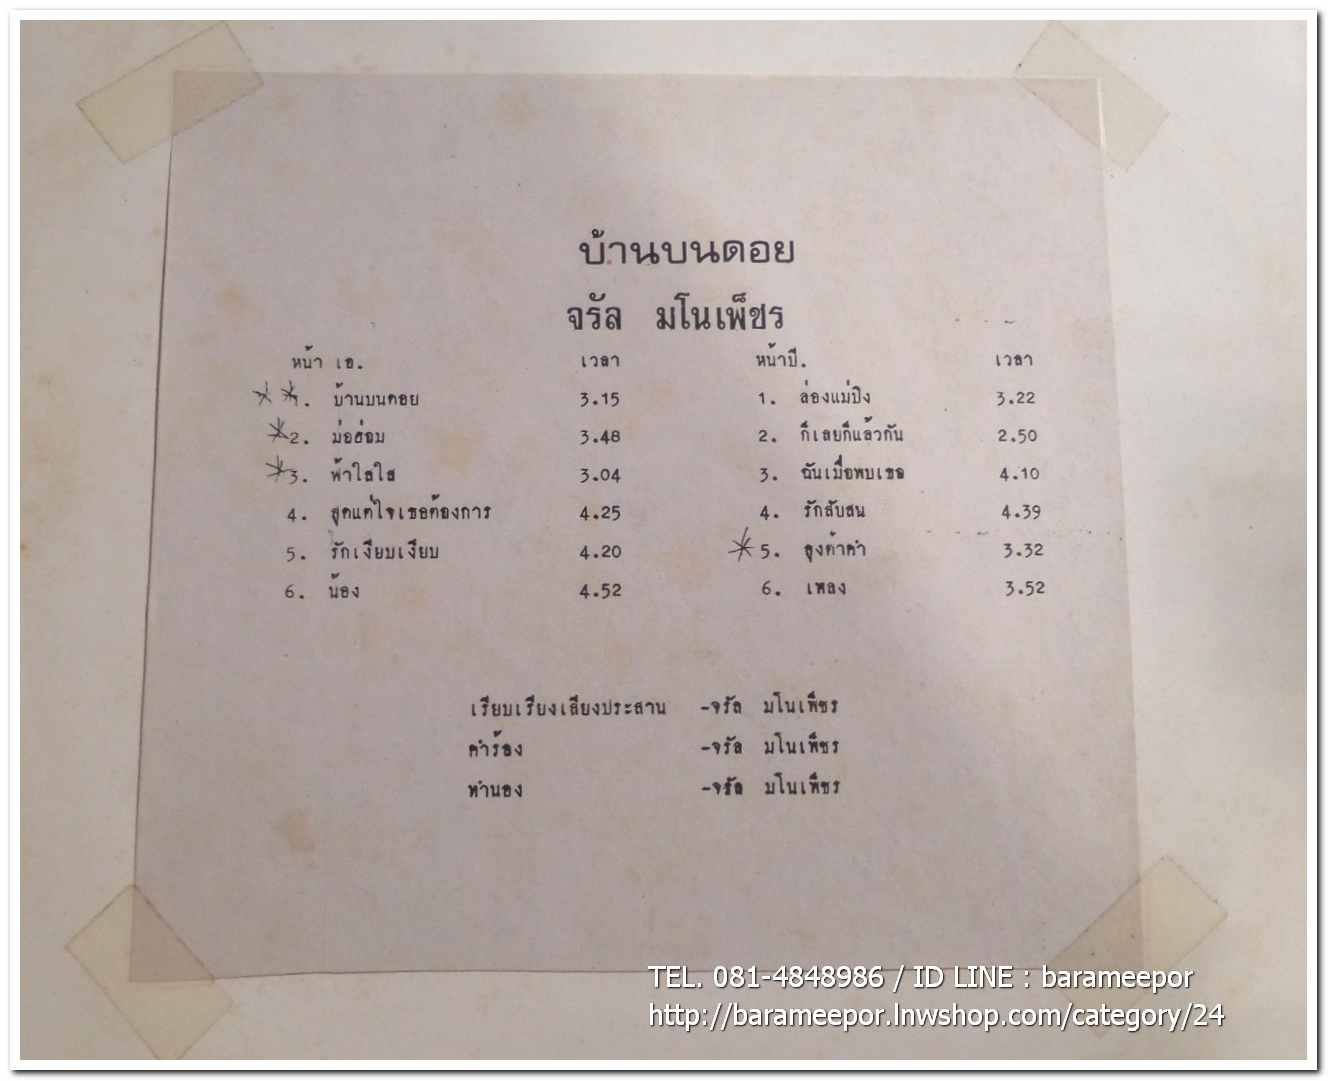 บ้านบนดอย
จรัล มโนเพ็ชร
หน้า เอ. เวลา
1. บ้านบนดอย 3.15
2. ม่อฮ่อม 3.48
3. ฟ้าใสใส 3.04
4. สุดแต่ใจเธอต้องการ 4.25
5. รักเงียบเงียบ 4.20
6. น้อง 4.52
หน้าบี. เวลา
1. ล่องแม่ปิง 3.22
2. ก็เลยก็แล้วกัน 2.50
3. ฉันเมื่อพบเธอ 4.10
4. รักสับสน 4.39
5. ลุงต๋าคำ 3.32
6. เพลง 3.52
เรียบเรียงเสียงประสาน -จรัล มโนเพ็ชร
คำร้อง -จรัล มโนเพ็ชร
ทำนอง -จรัล มโนเพ็ชร
TEL. 081-4848986 / ID LINE : barameepor
http://barameepor.lnwshop.com/category/24